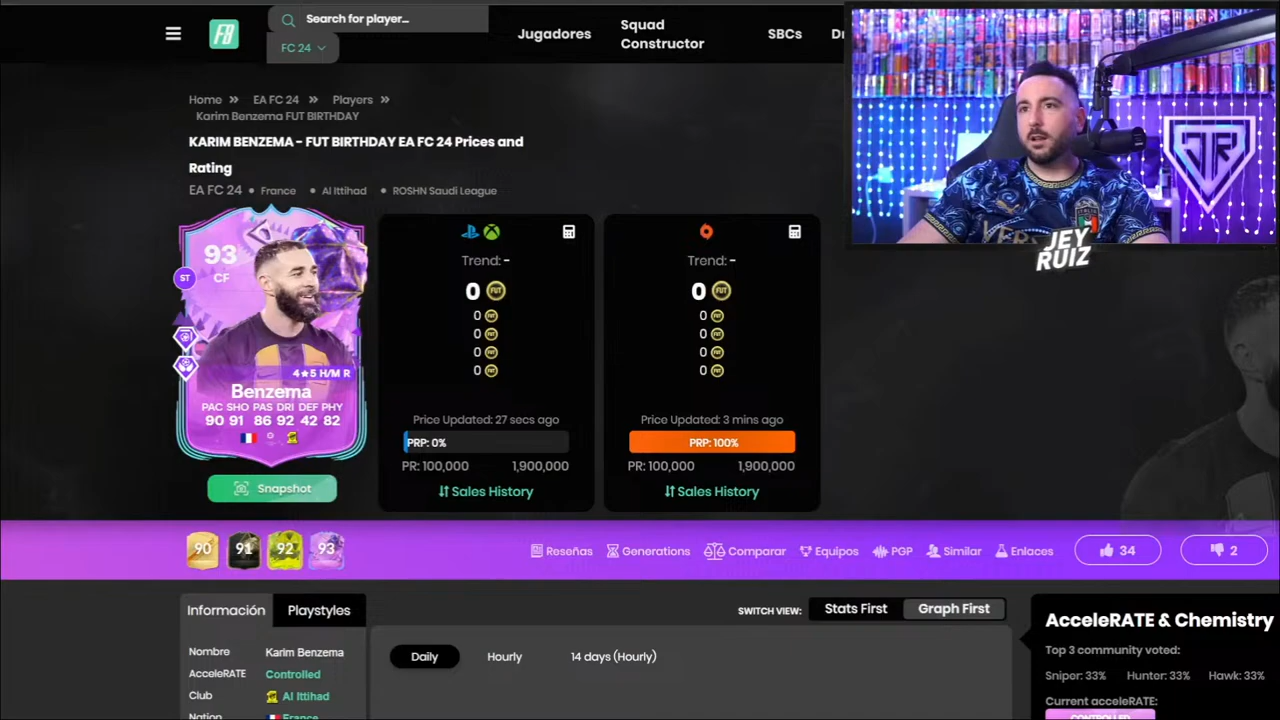 FB
Search for player...
FC 24
Jugadores
Squad
Constructor
SBCs
Home » EA FC 24 » Players »
Karim Benzema FUT BIRTHDAY
KARIM BENZEMA - FUT BIRTHDAY EA FC 24 Prices and
Rating
EA FC 24 • France • Al Ittihad • ROSHN Saudi League
JEY
RUIZ
93
CF
ST
4★5 H/M R
Benzema
PAC SHO PAS DRI DEF PHY
90 91 86 92 42 82
Snapshot
Trend: -
0
0
0
0
0
Price Updated: 27 secs ago
PRP: 0%
PR: 100,000 1,900,000
Sales History
Trend: -
0
0
0
0
0
Price Updated: 3 mins ago
PRP: 100%
PR: 100,000 1,900,000
Sales History
90 91 92 93
Reseñas Generations Comparar Equipos PGP Similar Enlaces 34 2
Información Playstyles
SWITCH VIEW: Stats First Graph First
Nombre Karim Benzema
AcceleRATE Controlled
Club Al Ittihad
Nation France
Daily Hourly 14 days (Hourly)
AcceleRATE & Chemistry
Top 3 community voted:
Sniper: 33% Hunter: 33% Hawk: 33%
Current acceleRATE:
CONTROLLED